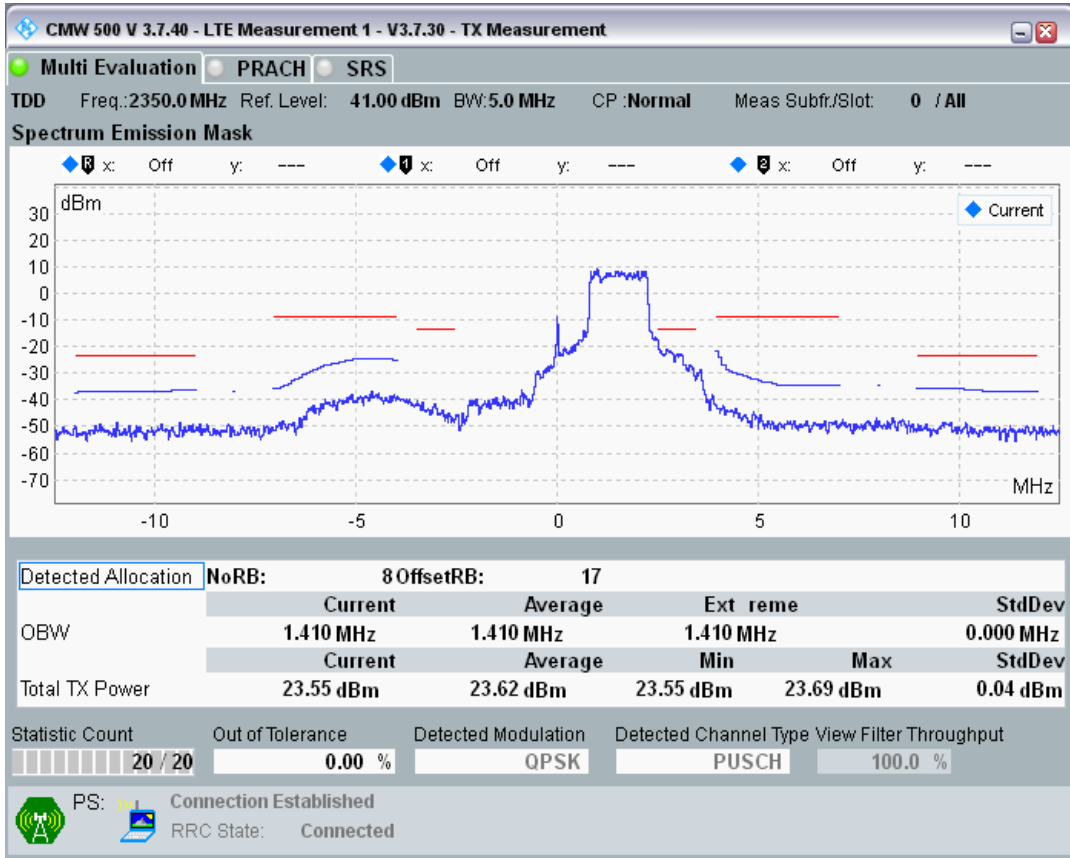 CMW 500 V 3.7.40 - LTE Measurement 1 - V3.7.30 - TX Measurement
Multi Evaluation PRACH SRS
TDD Freq.:2350.0 MHz Ref. Level: 41.00 dBm BW:5.0 MHz CP :Normal Meas Subfr./Slot: 0 / All
Spectrum Emission Mask
R x: Off y: --- 1 x: Off y: --- 2 x: Off y: ---
dBm
Current
30
20
10
0
-10
-20
-30
-40
-50
-60
-70
MHz
-10 -5 0 5 10
Detected Allocation NoRB: 8 OffsetRB: 17
Current Average Ext reme StdDev
OBW 1.410 MHz 1.410 MHz 1.410 MHz 0.000 MHz
Current Average Min Max StdDev
Total TX Power 23.55 dBm 23.62 dBm 23.55 dBm 23.69 dBm 0.04 dBm
Statistic Count Out of Tolerance Detected Modulation Detected Channel Type View Filter Throughput
20 / 20 0.00 % QPSK PUSCH 100.0 %
PS: Connection Established
RRC State: Connected